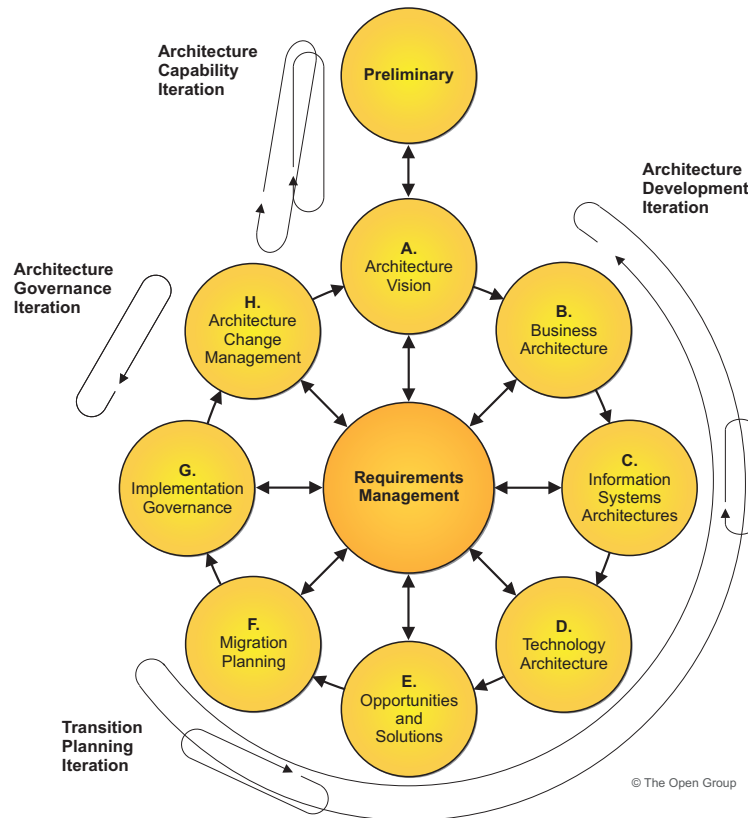 Architecture
Capability
Iteration
Preliminary
Architecture
Development
Iteration
A.
Architecture
Vision
Architecture
Governance
Iteration
H.
Architecture
Change
Management
B.
Business
Architecture
G.
Implementation
Governance
Requirements
Management
C.
Information
Systems
Architectures
F.
Migration
Planning
D.
Technology
Architecture
E.
Opportunities
and
Solutions
Transition
Planning
Iteration
© The Open Group